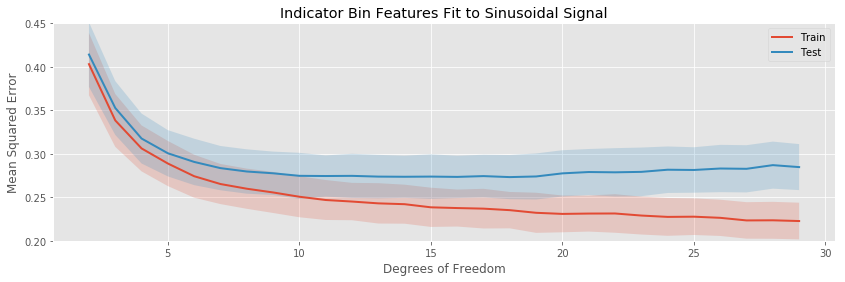 Indicator Bin Features Fit to Sinusoidal Signal
0.45
0.40
0.35
0.30
0.25
0.20
Mean Squared Error
Train
Test
5
10
15
20
25
30
Degrees of Freedom